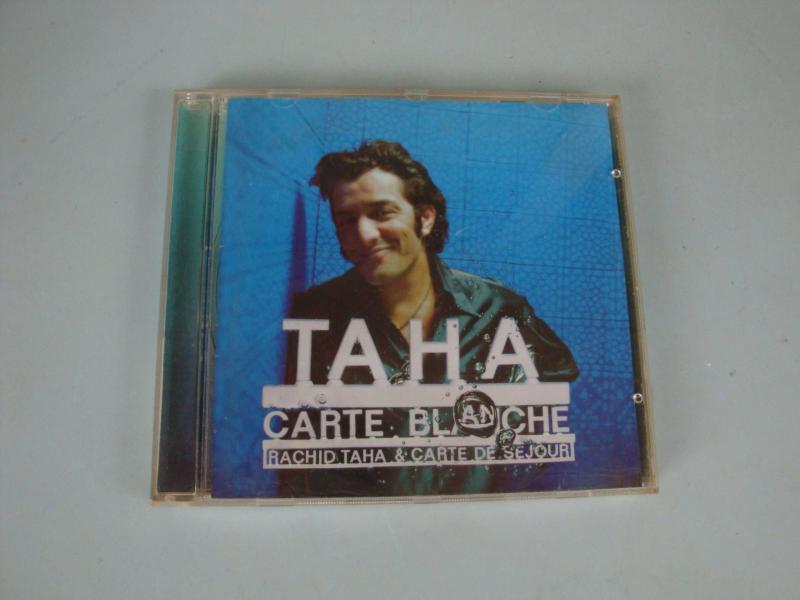 TAHA
CARTE BLANCHE
RACHID TAHA & CARTE DE SEJOUR